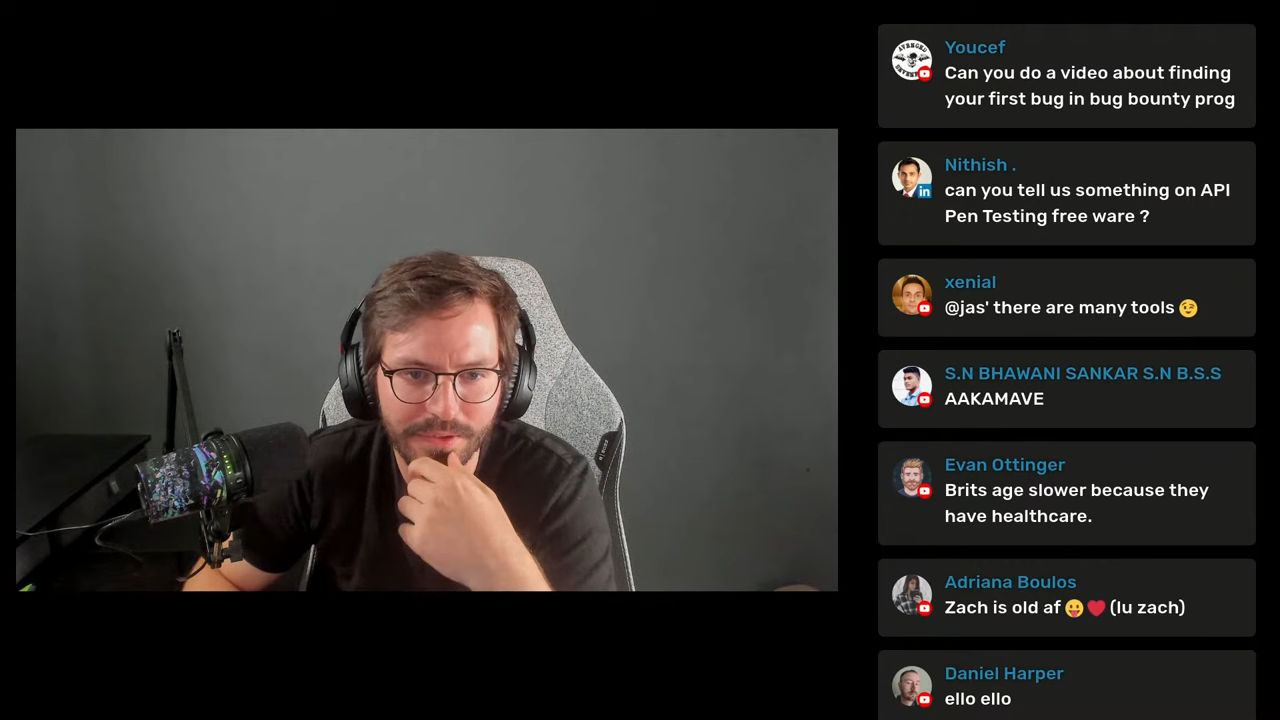 Youcef
Can you do a video about finding
your first bug in bug bounty prog
Nithish .
can you tell us something on API
Pen Testing free ware ?
xenial
@jas' there are many tools 😉
S.N BHAWANI SANKAR S.N B.S.S
AAKAMAVE
Evan Ottinger
Brits age slower because they
have healthcare.
Adriana Boulos
Zach is old af 😛❤️ (lu zach)
Daniel Harper
ello ello